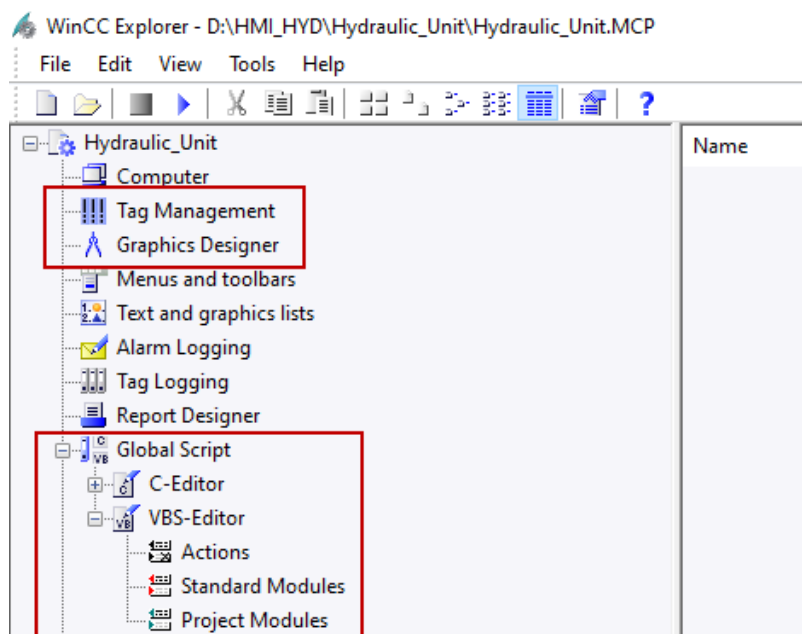 WinCC Explorer - D:\HMI_HYD\Hydraulic_Unit\Hydraulic_Unit.MCP
File Edit View Tools Help
Hydraulic_Unit
Name
Computer
Tag Management
Graphics Designer
Menus and toolbars
Text and graphics lists
Alarm Logging
Tag Logging
Report Designer
Global Script
C-Editor
VBS-Editor
Actions
Standard Modules
Project Modules